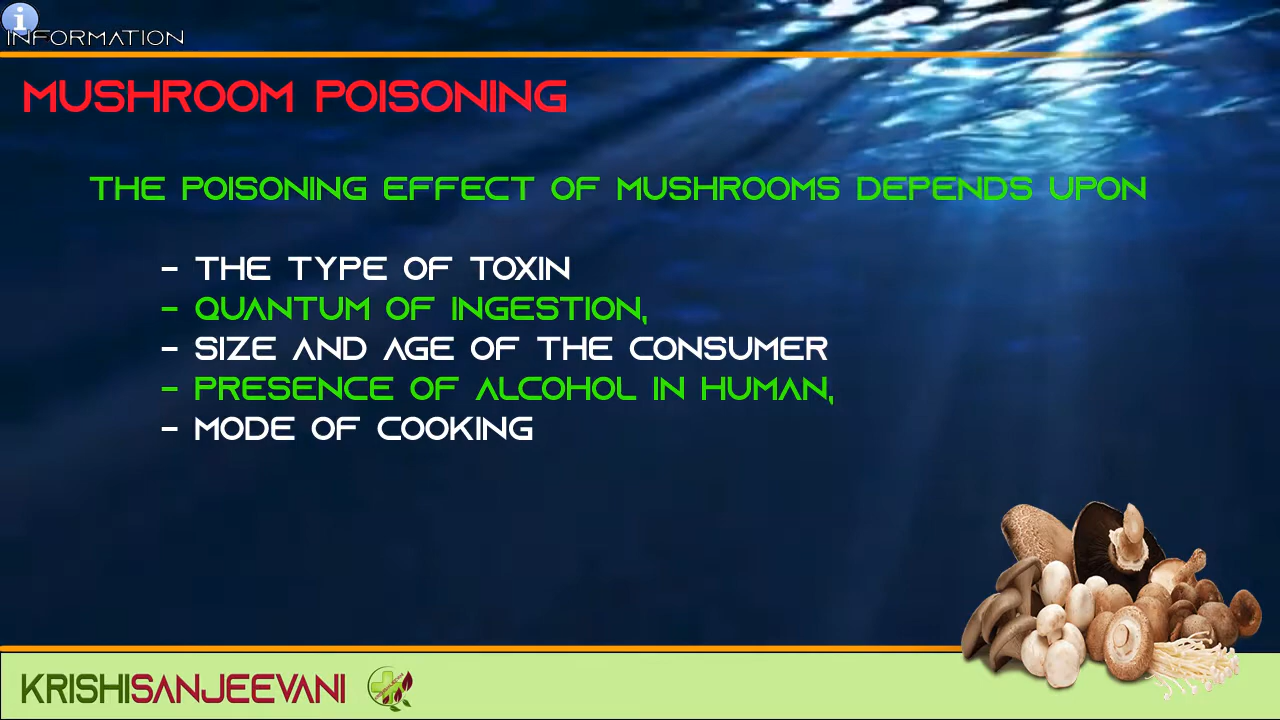 i
INFORMATION
MUSHROOM POISONING
THE POISONING EFFECT OF MUSHROOMS DEPENDS UPON
- THE TYPE OF TOXIN
- QUANTUM OF INGESTION,
- SIZE AND AGE OF THE CONSUMER
- PRESENCE OF ALCOHOL IN HUMAN,
- MODE OF COOKING
KRISHISANJEEVANI